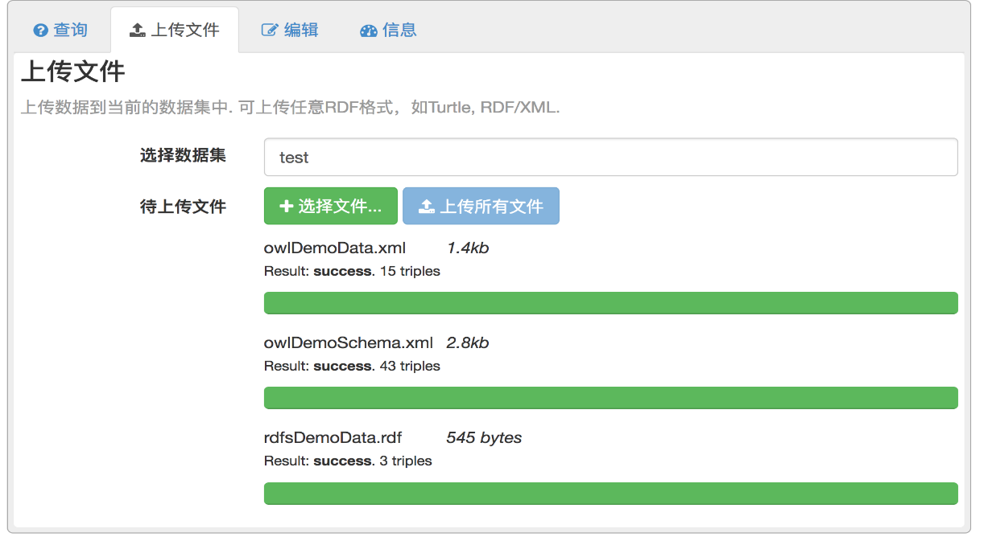 查询 上传文件 编辑 信息
上传文件
上传数据到当前的数据集中. 可上传任意RDF格式，如Turtle, RDF/XML.
选择数据集 test
待上传文件 选择文件... 上传所有文件
owlDemoData.xml 1.4kb
Result: success. 15 triples
owlDemoSchema.xml 2.8kb
Result: success. 43 triples
rdfsDemoData.rdf 545 bytes
Result: success. 3 triples